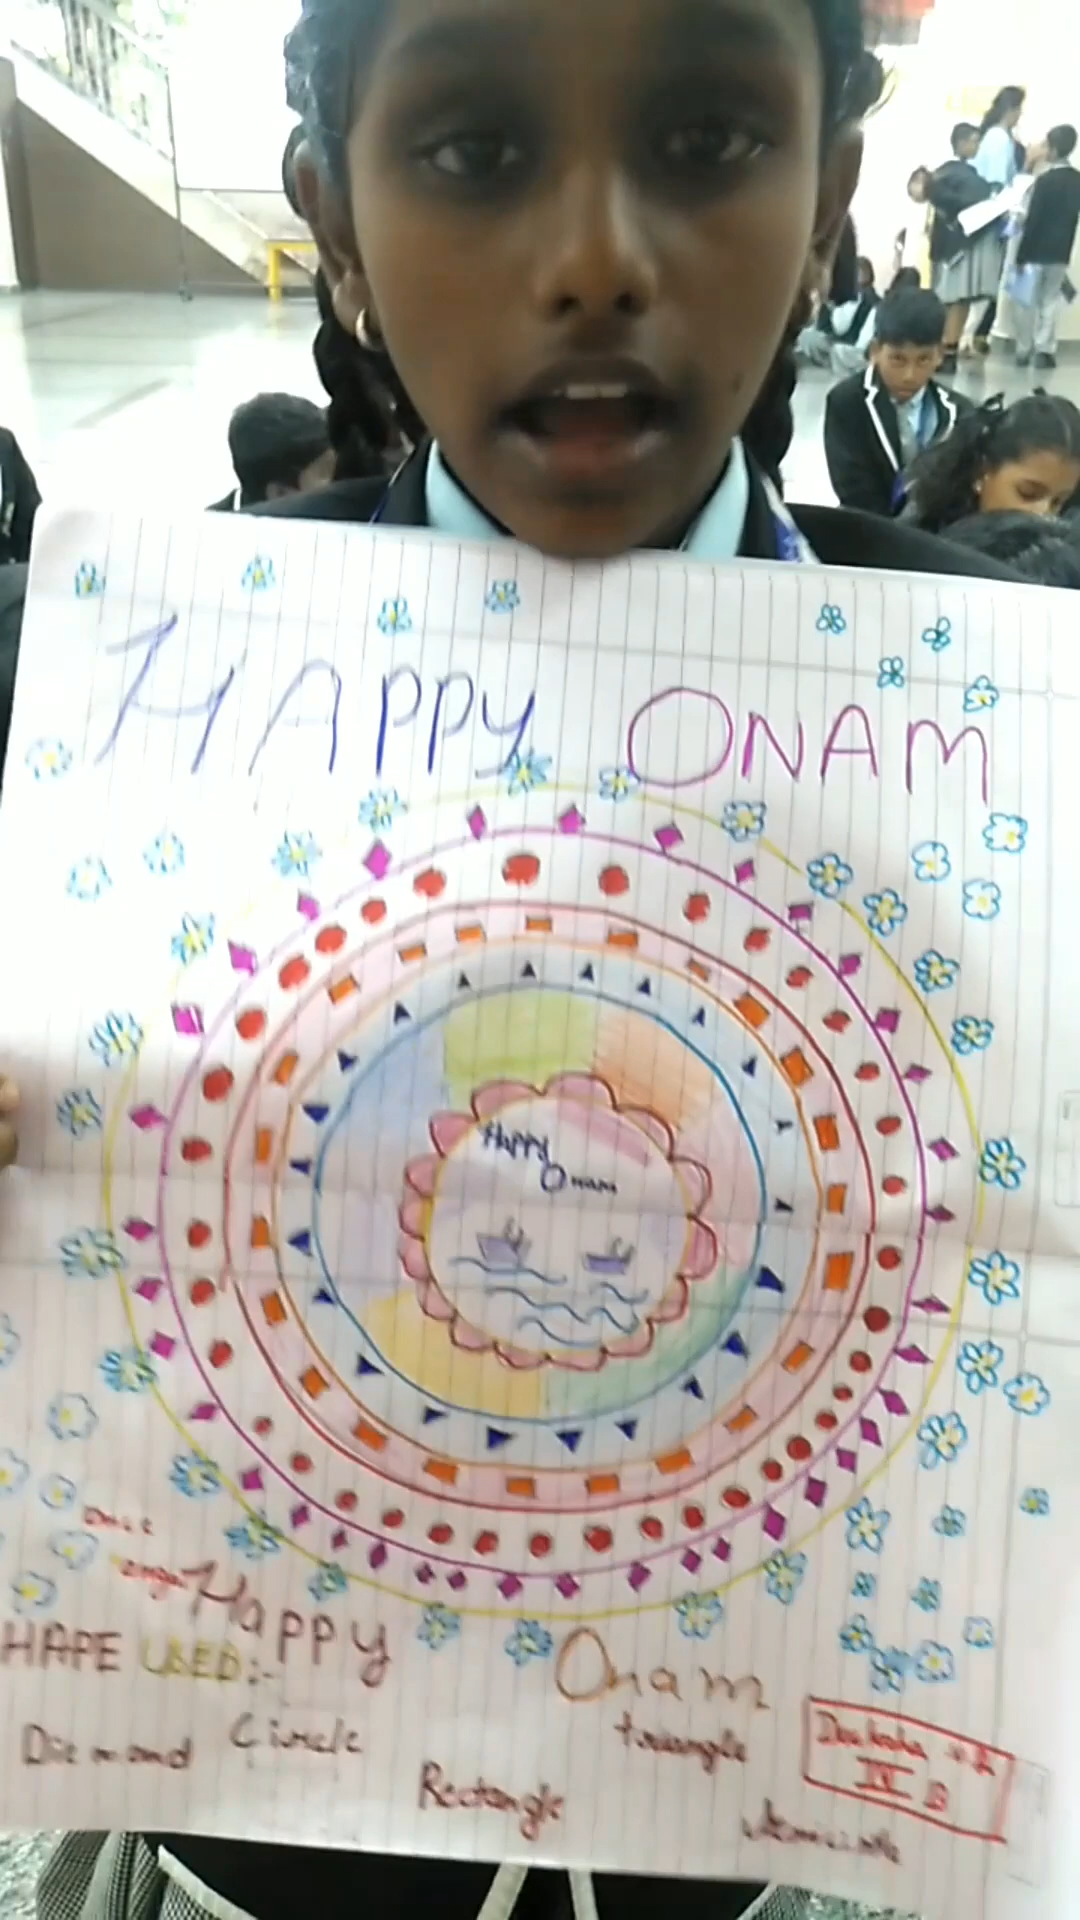 HAPPY ONAM
Happy
Onam
Happy Onam
HAPE USED:-
Diamond Circle triangle
Rectangle
IV B